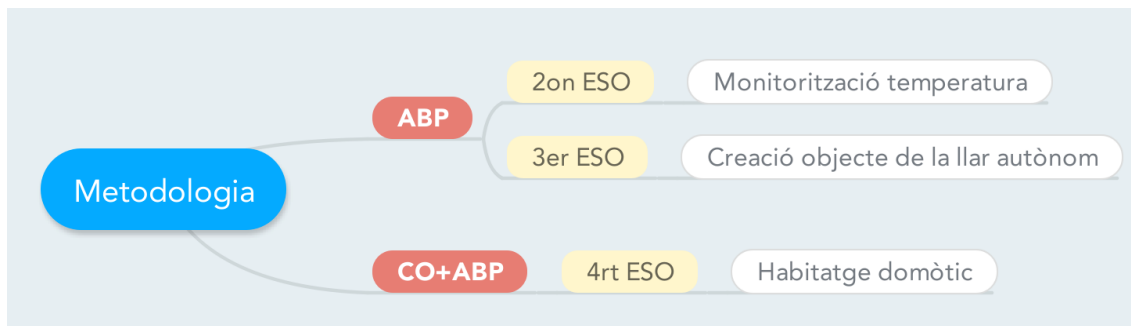 Metodologia
ABP
2on ESO
Monitorització temperatura
3er ESO
Creació objecte de la llar autònom
CO+ABP
4rt ESO
Habitatge domòtic